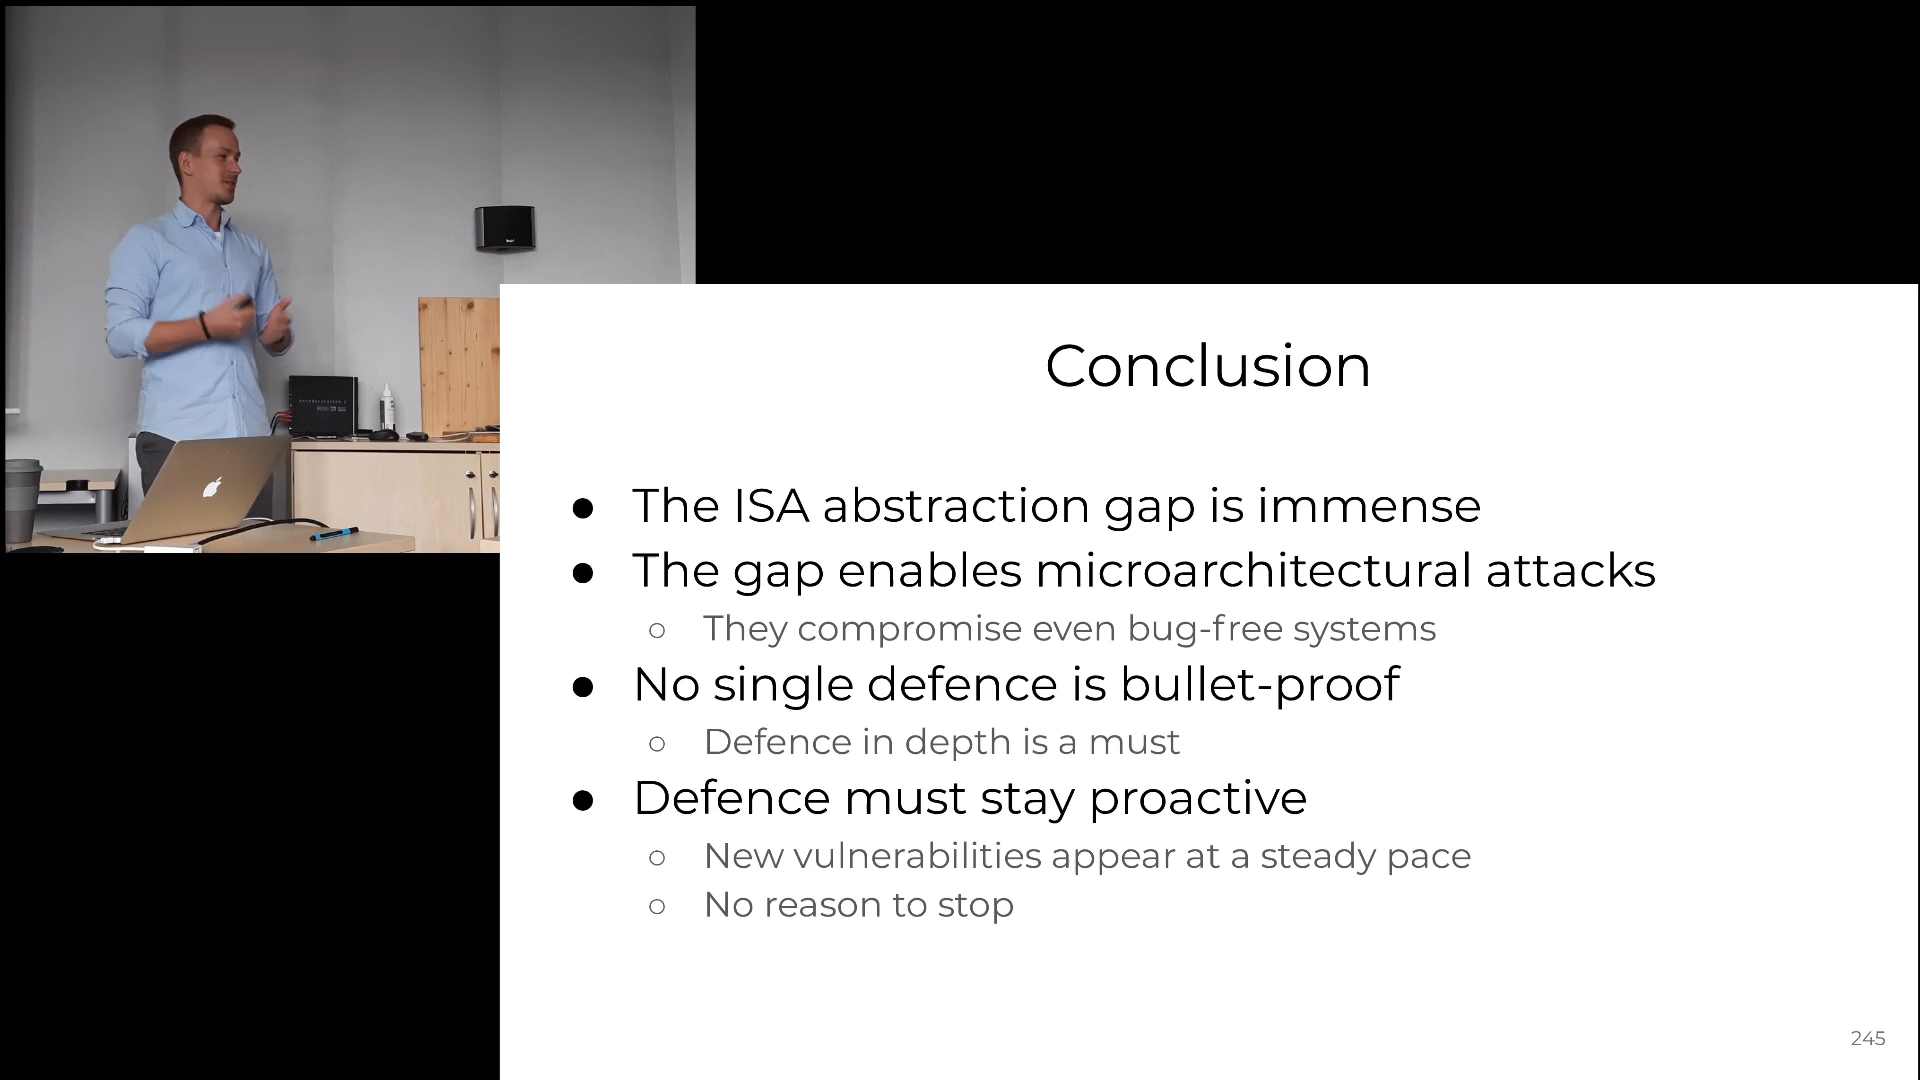 Conclusion
● The ISA abstraction gap is immense
● The gap enables microarchitectural attacks
○ They compromise even bug-free systems
● No single defence is bullet-proof
○ Defence in depth is a must
● Defence must stay proactive
○ New vulnerabilities appear at a steady pace
○ No reason to stop
245